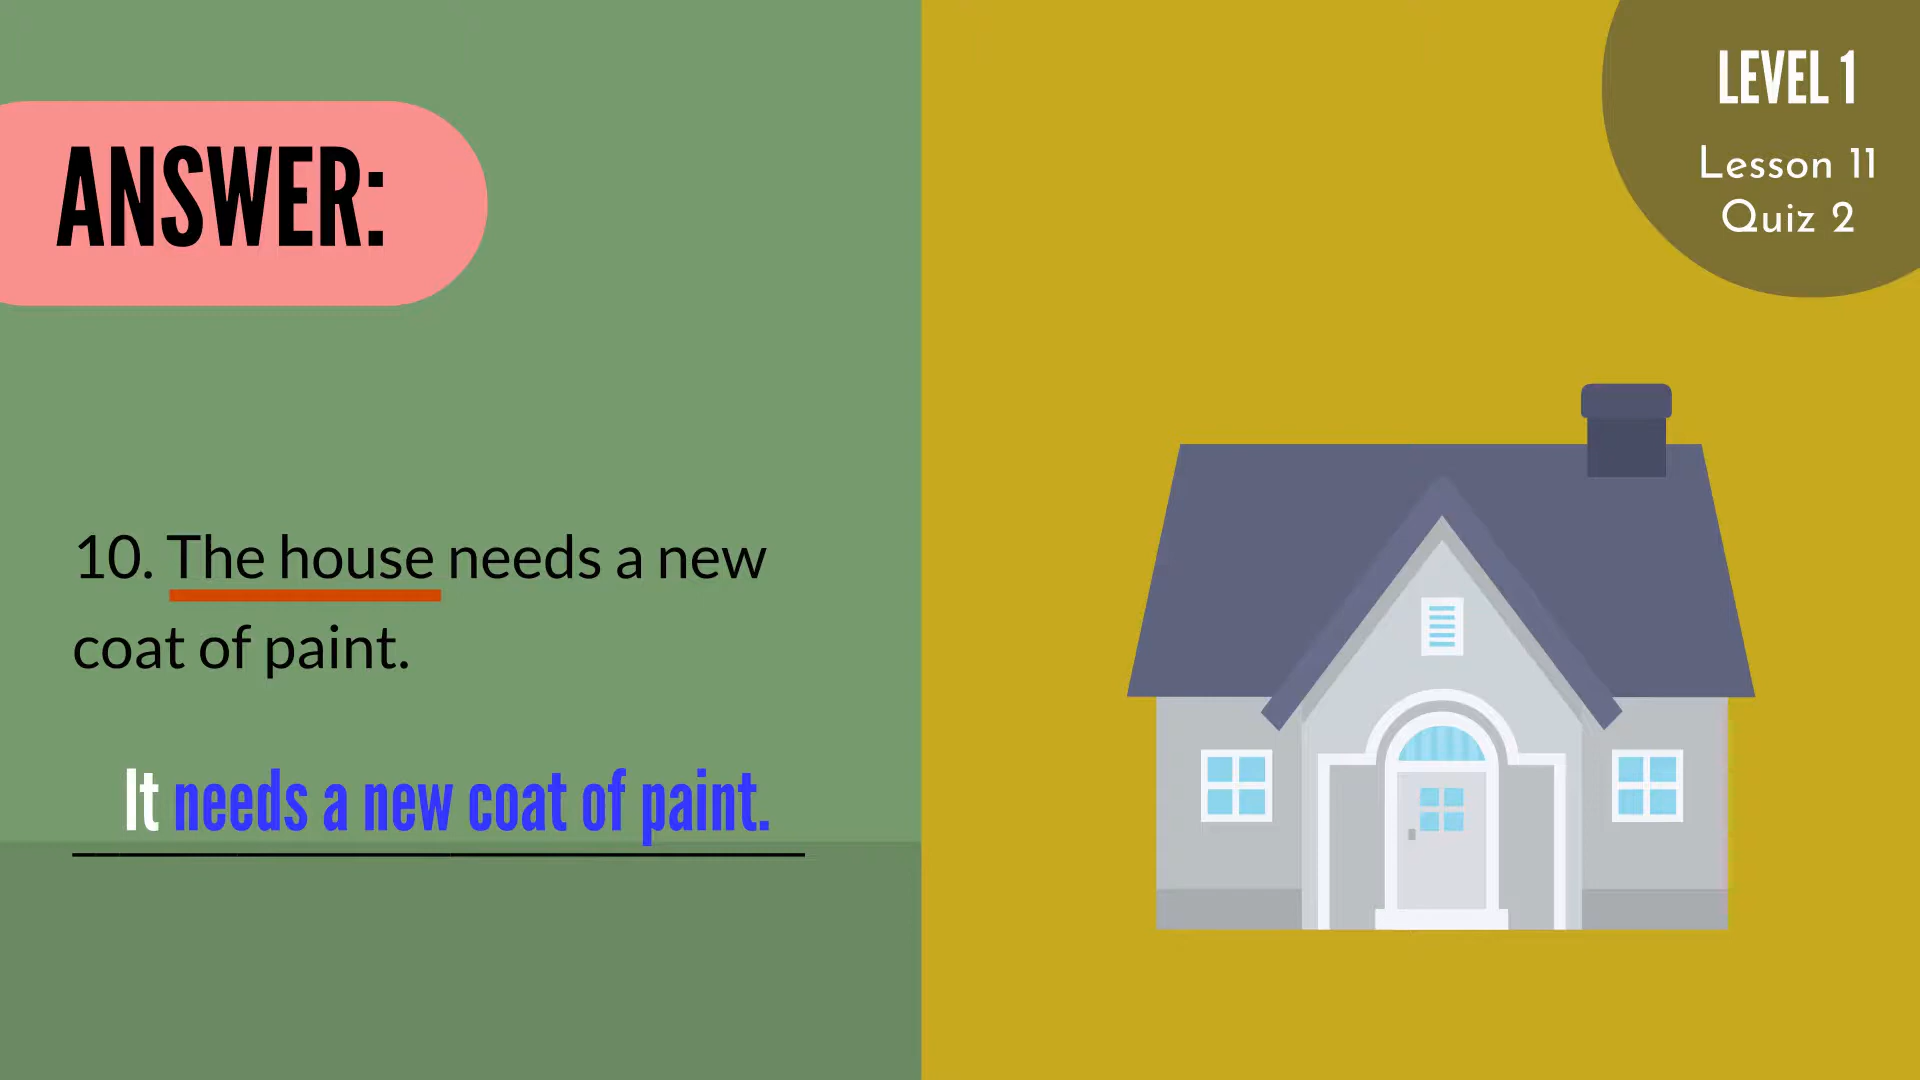 LEVEL 1
Lesson 11
Quiz 2
ANSWER:
10. The house needs a new
coat of paint.
It needs a new coat of paint.